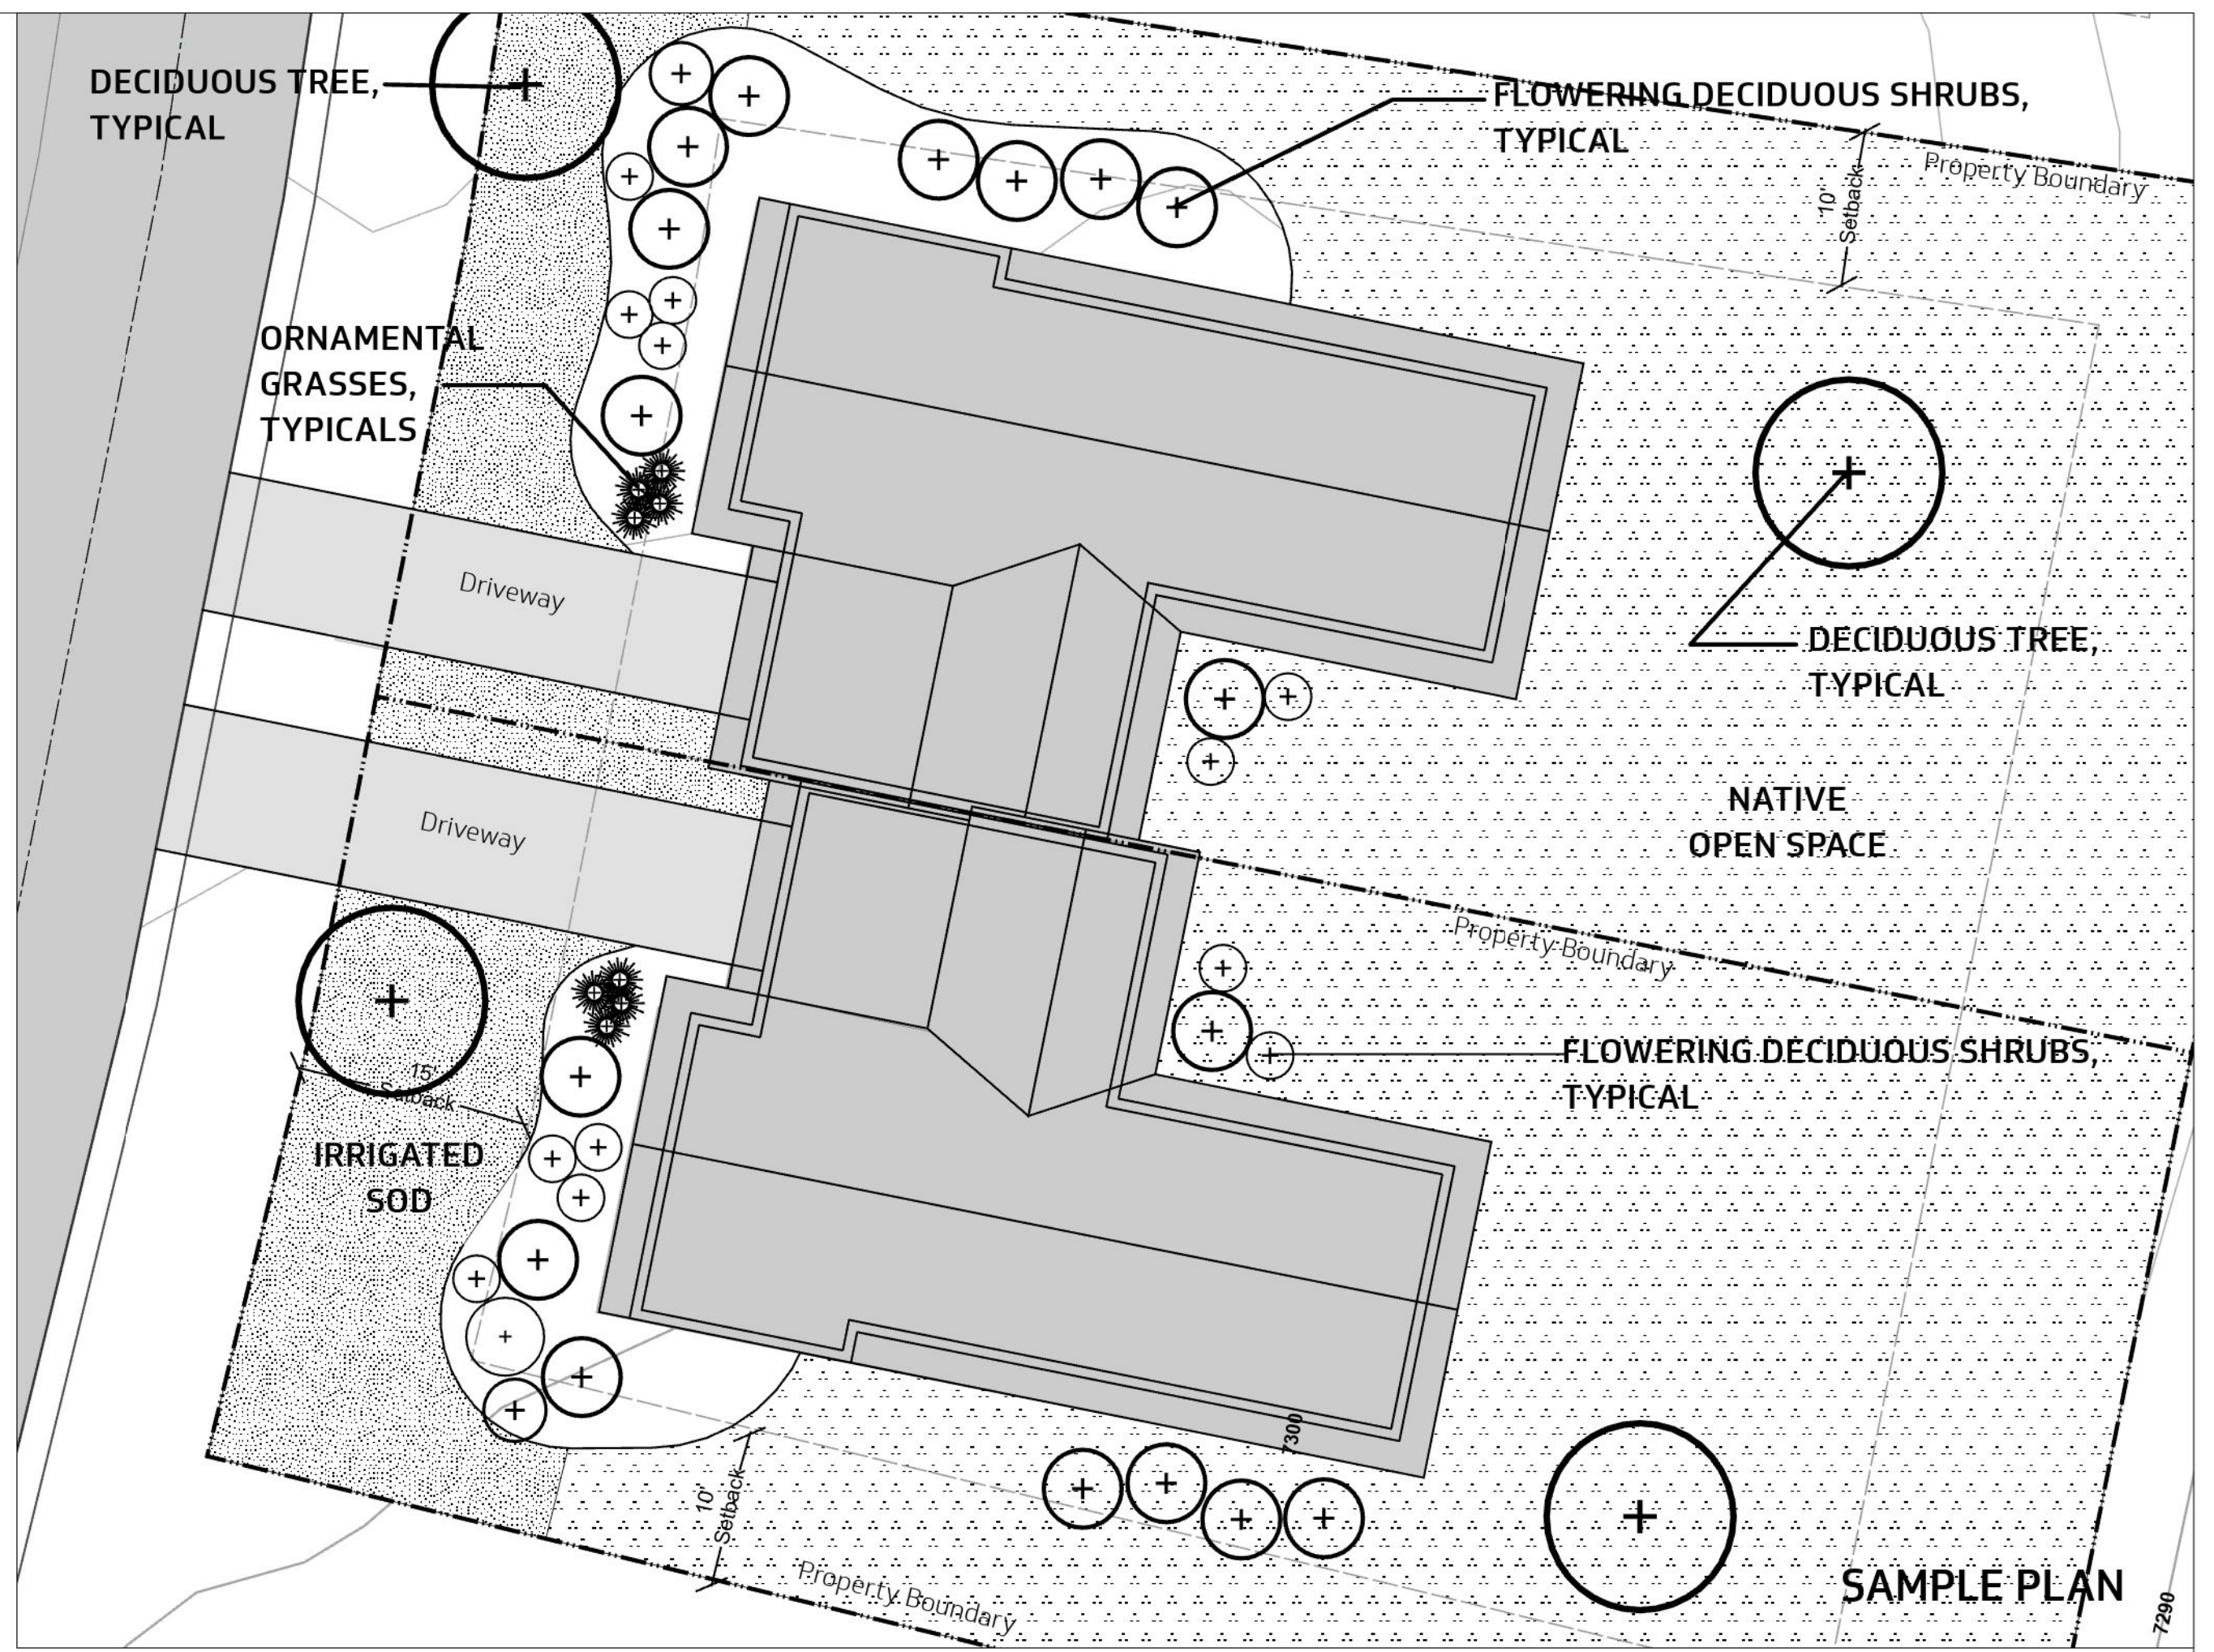 DECIDUOUS TREE,
TYPICAL
FLOWERING DECIDUOUS SHRUBS,
TYPICAL
Property Boundary
10'
Setback
ORNAMENTAL
GRASSES,
TYPICALS
Driveway
DECIDUOUS TREE,
TYPICAL
NATIVE
OPEN SPACE
Driveway
Property Boundary
FLOWERING DECIDUOUS SHRUBS,
TYPICAL
15'
Setback
IRRIGATED
SOD
7300
10'
Setback
Property Boundary
SAMPLE PLAN
7290